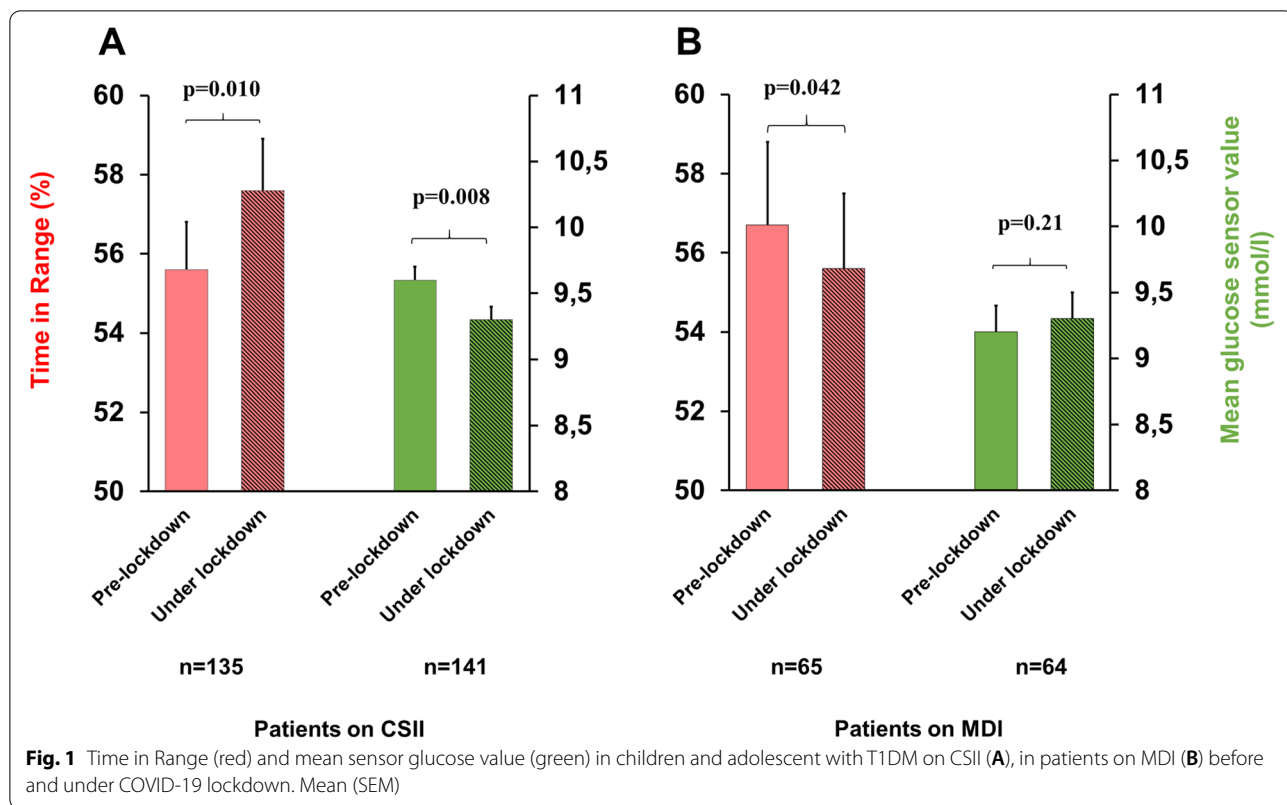 A
B
p=0.010
p=0.008
p=0.042
p=0.21
Time in Range (%)
60
58
56
54
52
50
11
10,5
10
9,5
9
8,5
8
60
58
56
54
52
50
11
10,5
10
9,5
9
8,5
8
Mean glucose sensor value
(mmol/l)
Pre-lockdown
Under lockdown
Pre-lockdown
Under lockdown
Pre-lockdown
Under lockdown
Pre-lockdown
Under lockdown
n=135
n=141
n=65
n=64
Patients on CSII
Patients on MDI
Fig. 1 Time in Range (red) and mean sensor glucose value (green) in children and adolescent with T1DM on CSII (A), in patients on MDI (B) before
and under COVID-19 lockdown. Mean (SEM)